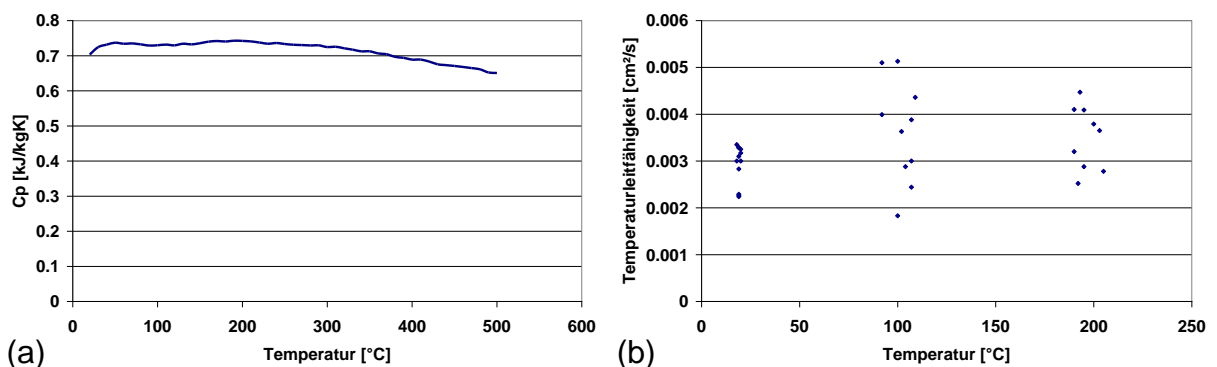 0.8
0.7
0.6
0.5
0.4
0.3
0.2
0.1
0
Cp [kJ/kgK]
0 100 200 300 400 500 600
Temperatur [°C]
(a)
0.006
0.005
0.004
0.003
0.002
0.001
0
Temperaturleitfähigkeit [cm²/s]
0 50 100 150 200 250
Temperatur [°C]
(b)